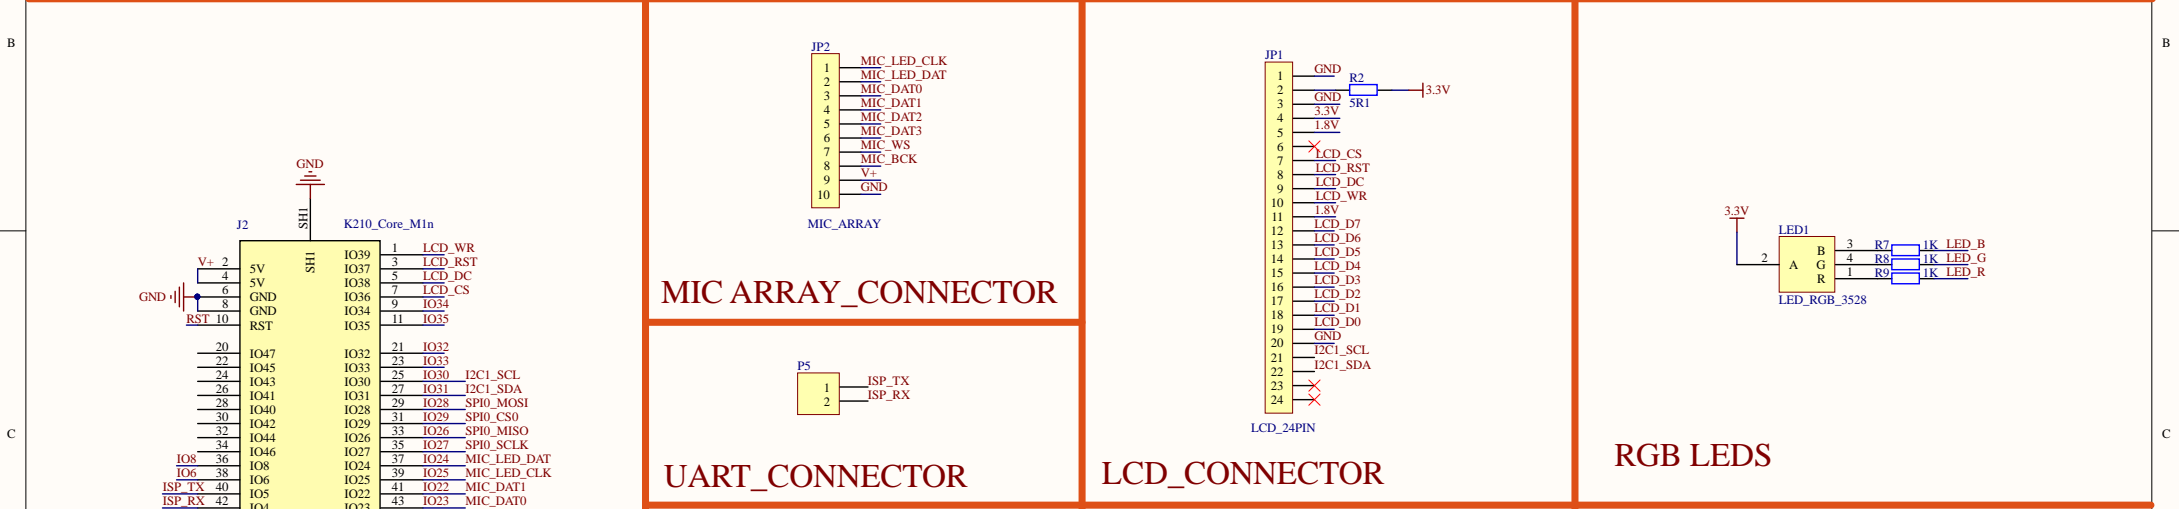 B
GND
SH1
J2 K210_Core_M1n
SH1
V+ 2 5V IO39 1 LCD_WR
4 5V IO37 3 LCD_RST
GND 6 GND IO38 5 LCD_DC
8 GND IO36 7 LCD_CS
RST 10 RST IO34 9 IO34
IO35 11 IO35
20 IO47 IO32 21 IO32
22 IO45 IO33 23 IO33
24 IO43 IO30 25 IO30 I2C1_SCL
26 IO41 IO31 27 IO31 I2C1_SDA
28 IO40 IO28 29 IO28 SPI0_MOSI
30 IO42 IO29 31 IO29 SPI0_CS0
32 IO44 IO26 33 IO26 SPI0_MISO
34 IO46 IO27 35 IO27 SPI0_SCLK
IO8 36 IO8 IO24 37 IO24 MIC_LED_DAT
IO6 38 IO6 IO25 39 IO25 MIC_LED_CLK
ISP_TX 40 IO5 IO22 41 IO22 MIC_DAT1
ISP_RX 42 IO4 IO23 43 IO23 MIC_DAT0
C
JP2
1 MIC_LED_CLK
2 MIC_LED_DAT
3 MIC_DAT0
4 MIC_DAT1
5 MIC_DAT2
6 MIC_DAT3
7 MIC_WS
8 MIC_BCK
9 V+
10 GND
MIC_ARRAY
MIC ARRAY_CONNECTOR
P5
1 ISP_TX
2 ISP_RX
UART_CONNECTOR
JP1
1 GND
2 R2 5R1 3.3V
3 GND
4 3.3V
5 1.8V
6
7 LCD_CS
8 LCD_RST
9 LCD_DC
10 LCD_WR
11 1.8V
12 LCD_D7
13 LCD_D6
14 LCD_D5
15 LCD_D4
16 LCD_D3
17 LCD_D2
18 LCD_D1
19 LCD_D0
20 GND
21 I2C1_SCL
22 I2C1_SDA
23
24
LCD_24PIN
LCD_CONNECTOR
3.3V
LED1
B 3 R7 1K LED_B
2 A G 4 R8 1K LED_G
R 1 R9 1K LED_R
LED_RGB_3528
RGB LEDS
B
C